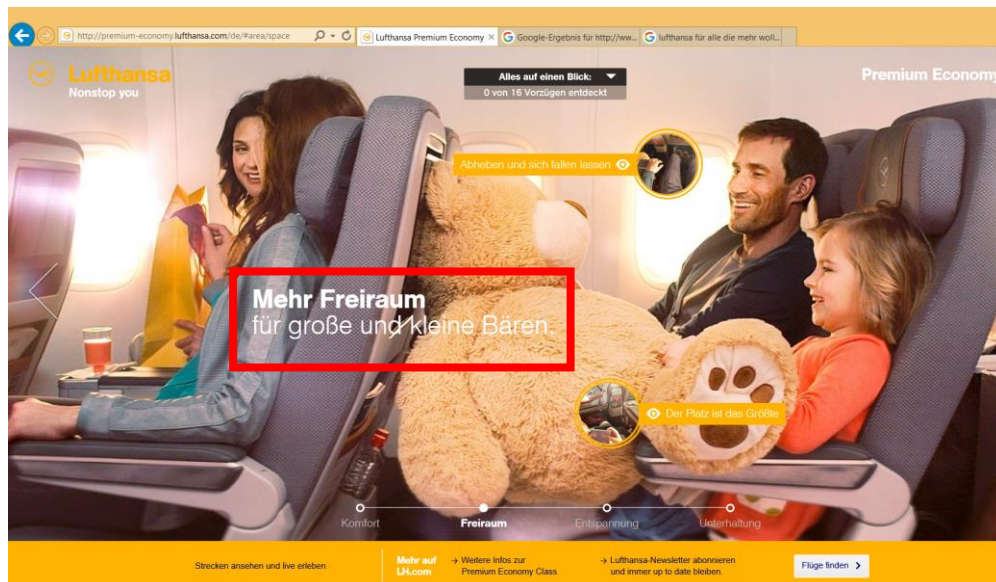 http://premium-economy.lufthansa.com/de/#area/space
Lufthansa Premium Economy
Google-Ergebnis für http://ww...
lufthansa für alle die mehr woll...
Lufthansa
Nonstop you
Alles auf einen Blick:
0 von 16 Vorzügen entdeckt
Premium Economy
Abheben und sich fallen lassen
Mehr Freiraum
für große und kleine Bären.
Der Platz ist das Größte
Komfort
Freiraum
Entspannung
Unterhaltung
Strecken ansehen und live erleben
Mehr auf
LH.com
→ Weitere Infos zur
Premium Economy Class
→ Lufthansa-Newsletter abonnieren
und immer up to date bleiben.
Flüge finden >